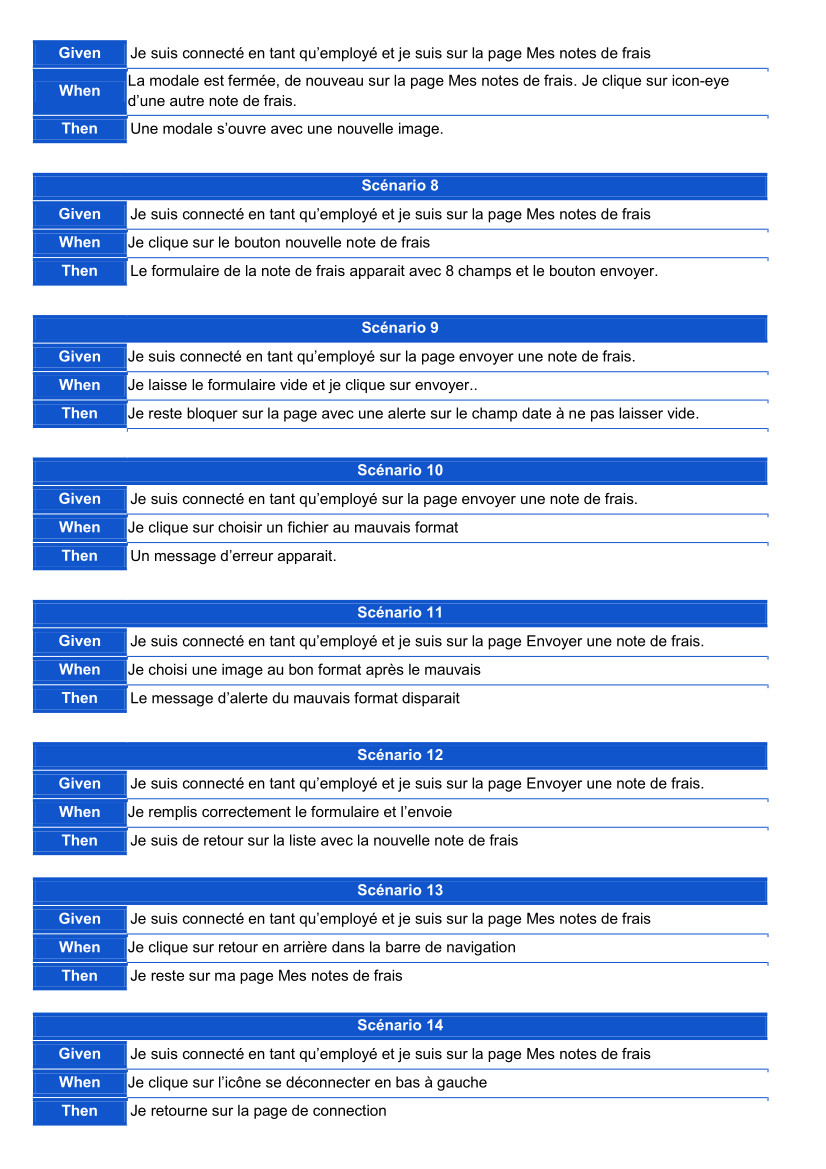 Given Je suis connecté en tant qu’employé et je suis sur la page Mes notes de frais
When La modale est fermée, de nouveau sur la page Mes notes de frais. Je clique sur icon-eye
d’une autre note de frais.
Then Une modale s’ouvre avec une nouvelle image.
Scénario 8
Given Je suis connecté en tant qu’employé et je suis sur la page Mes notes de frais
When Je clique sur le bouton nouvelle note de frais
Then Le formulaire de la note de frais apparait avec 8 champs et le bouton envoyer.
Scénario 9
Given Je suis connecté en tant qu’employé sur la page envoyer une note de frais.
When Je laisse le formulaire vide et je clique sur envoyer..
Then Je reste bloquer sur la page avec une alerte sur le champ date à ne pas laisser vide.
Scénario 10
Given Je suis connecté en tant qu’employé sur la page envoyer une note de frais.
When Je clique sur choisir un fichier au mauvais format
Then Un message d’erreur apparait.
Scénario 11
Given Je suis connecté en tant qu’employé et je suis sur la page Envoyer une note de frais.
When Je choisi une image au bon format après le mauvais
Then Le message d’alerte du mauvais format disparait
Scénario 12
Given Je suis connecté en tant qu’employé et je suis sur la page Envoyer une note de frais.
When Je remplis correctement le formulaire et l’envoie
Then Je suis de retour sur la liste avec la nouvelle note de frais
Scénario 13
Given Je suis connecté en tant qu’employé et je suis sur la page Mes notes de frais
When Je clique sur retour en arrière dans la barre de navigation
Then Je reste sur ma page Mes notes de frais
Scénario 14
Given Je suis connecté en tant qu’employé et je suis sur la page Mes notes de frais
When Je clique sur l’icône se déconnecter en bas à gauche
Then Je retourne sur la page de connection